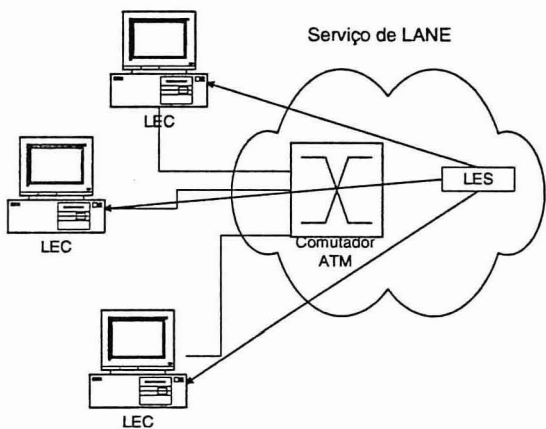 Serviço de LANE
LEC
LES
LEC
Comutador
ATM
LEC